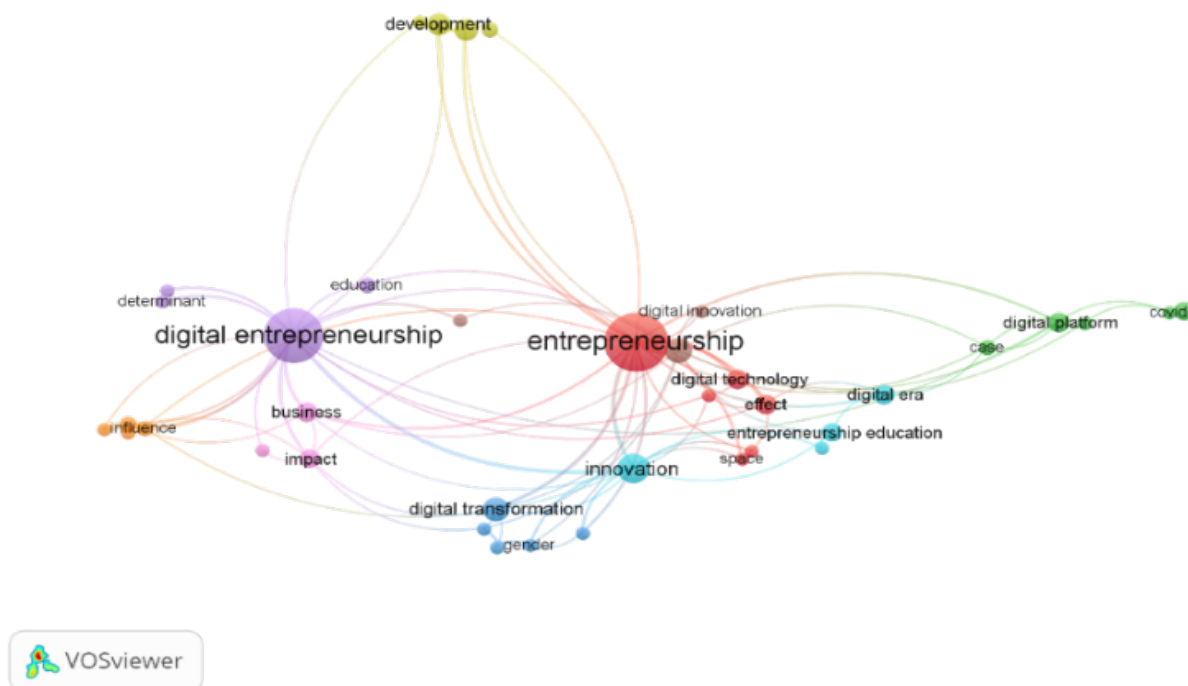 development
education
determinant
digital entrepreneurship
digital innovation
entrepreneurship
digital platform
covid
case
digital technology
digital era
effect
business
influence
entrepreneurship education
impact
space
innovation
digital transformation
gender
VOSviewer